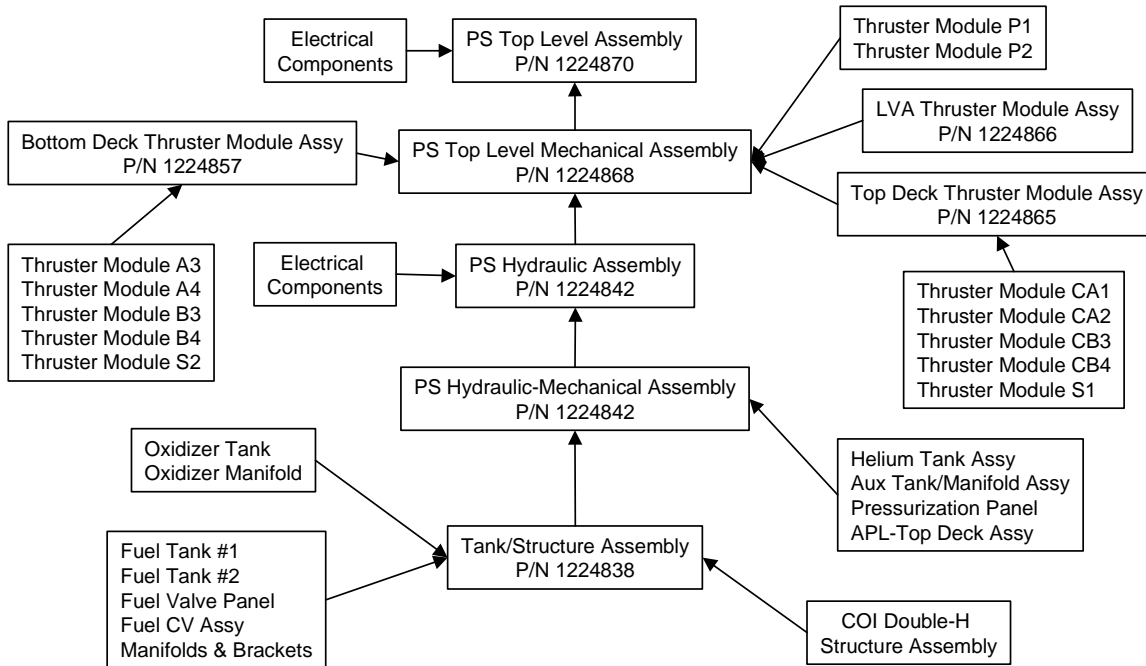 Electrical
Components
PS Top Level Assembly
P/N 1224870
Thruster Module P1
Thruster Module P2
LVA Thruster Module Assy
P/N 1224866
Bottom Deck Thruster Module Assy
P/N 1224857
PS Top Level Mechanical Assembly
P/N 1224868
Top Deck Thruster Module Assy
P/N 1224865
Thruster Module A3
Thruster Module A4
Thruster Module B3
Thruster Module B4
Thruster Module S2
Electrical
Components
PS Hydraulic Assembly
P/N 1224842
Thruster Module CA1
Thruster Module CA2
Thruster Module CB3
Thruster Module CB4
Thruster Module S1
PS Hydraulic-Mechanical Assembly
P/N 1224842
Oxidizer Tank
Oxidizer Manifold
Helium Tank Assy
Aux Tank/Manifold Assy
Pressurization Panel
APL-Top Deck Assy
Fuel Tank #1
Fuel Tank #2
Fuel Valve Panel
Fuel CV Assy
Manifolds & Brackets
Tank/Structure Assembly
P/N 1224838
COI Double-H
Structure Assembly